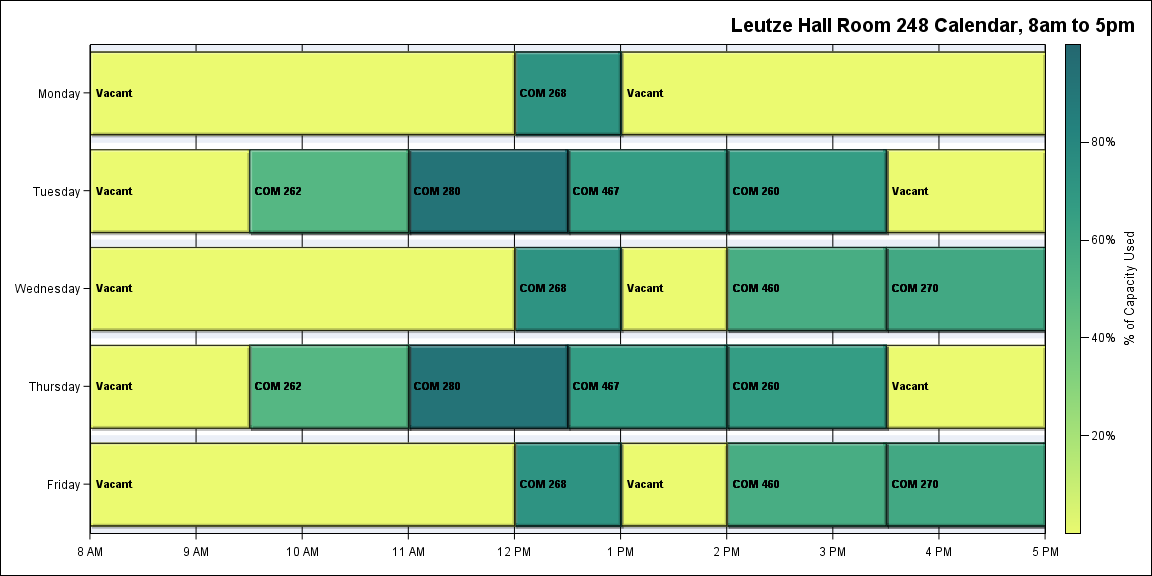 Leutze Hall Room 248 Calendar, 8am to 5pm
Monday
Vacant
COM 268
Vacant
Tuesday
Vacant
COM 262
COM 280
COM 467
COM 260
Vacant
Wednesday
Vacant
COM 268
Vacant
COM 460
COM 270
Thursday
Vacant
COM 262
COM 280
COM 467
COM 260
Vacant
Friday
Vacant
COM 268
Vacant
COM 460
COM 270
8 AM
9 AM
10 AM
11 AM
12 PM
1 PM
2 PM
3 PM
4 PM
5 PM
80%
60%
40%
20%
% of Capacity Used